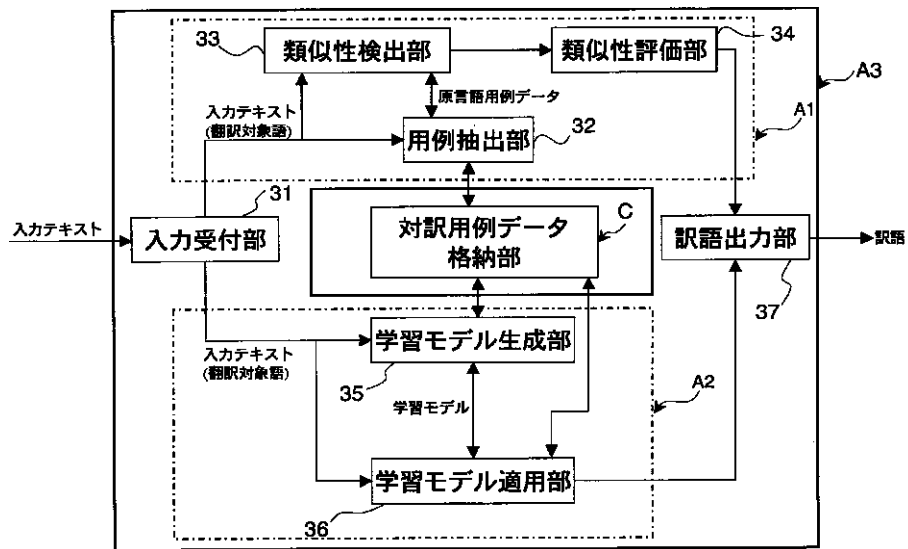 33
類似性検出部
類似性評価部
34
A3
原言語用例データ
入力テキスト
(翻訳対象語)
用例抽出部
32
A1
31
入力テキスト
入力受付部
対訳用例データ
格納部
C
訳語出力部
訳語
37
入力テキスト
(翻訳対象語)
学習モデル生成部
35
学習モデル
A2
学習モデル適用部
36